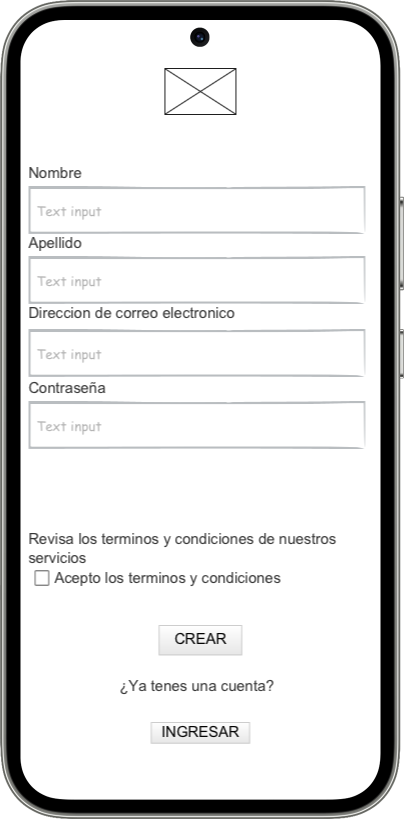 Nombre
Text input
Apellido
Text input
Direccion de correo electronico
Text input
Contraseña
Text input
Revisa los terminos y condiciones de nuestros
servicios
Acepto los terminos y condiciones
CREAR
¿Ya tenes una cuenta?
INGRESAR